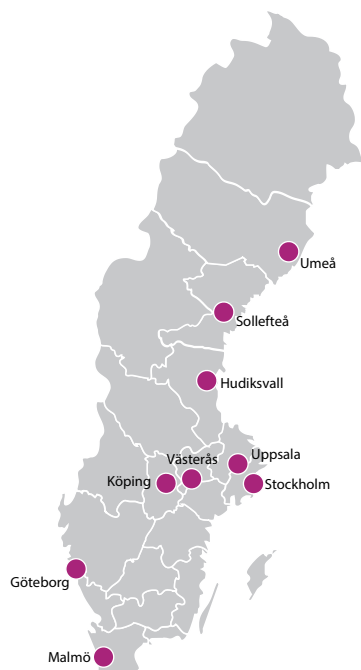 Umeå
Sollefteå
Hudiksvall
Uppsala
Västerås
Köping
Stockholm
Göteborg
Malmö